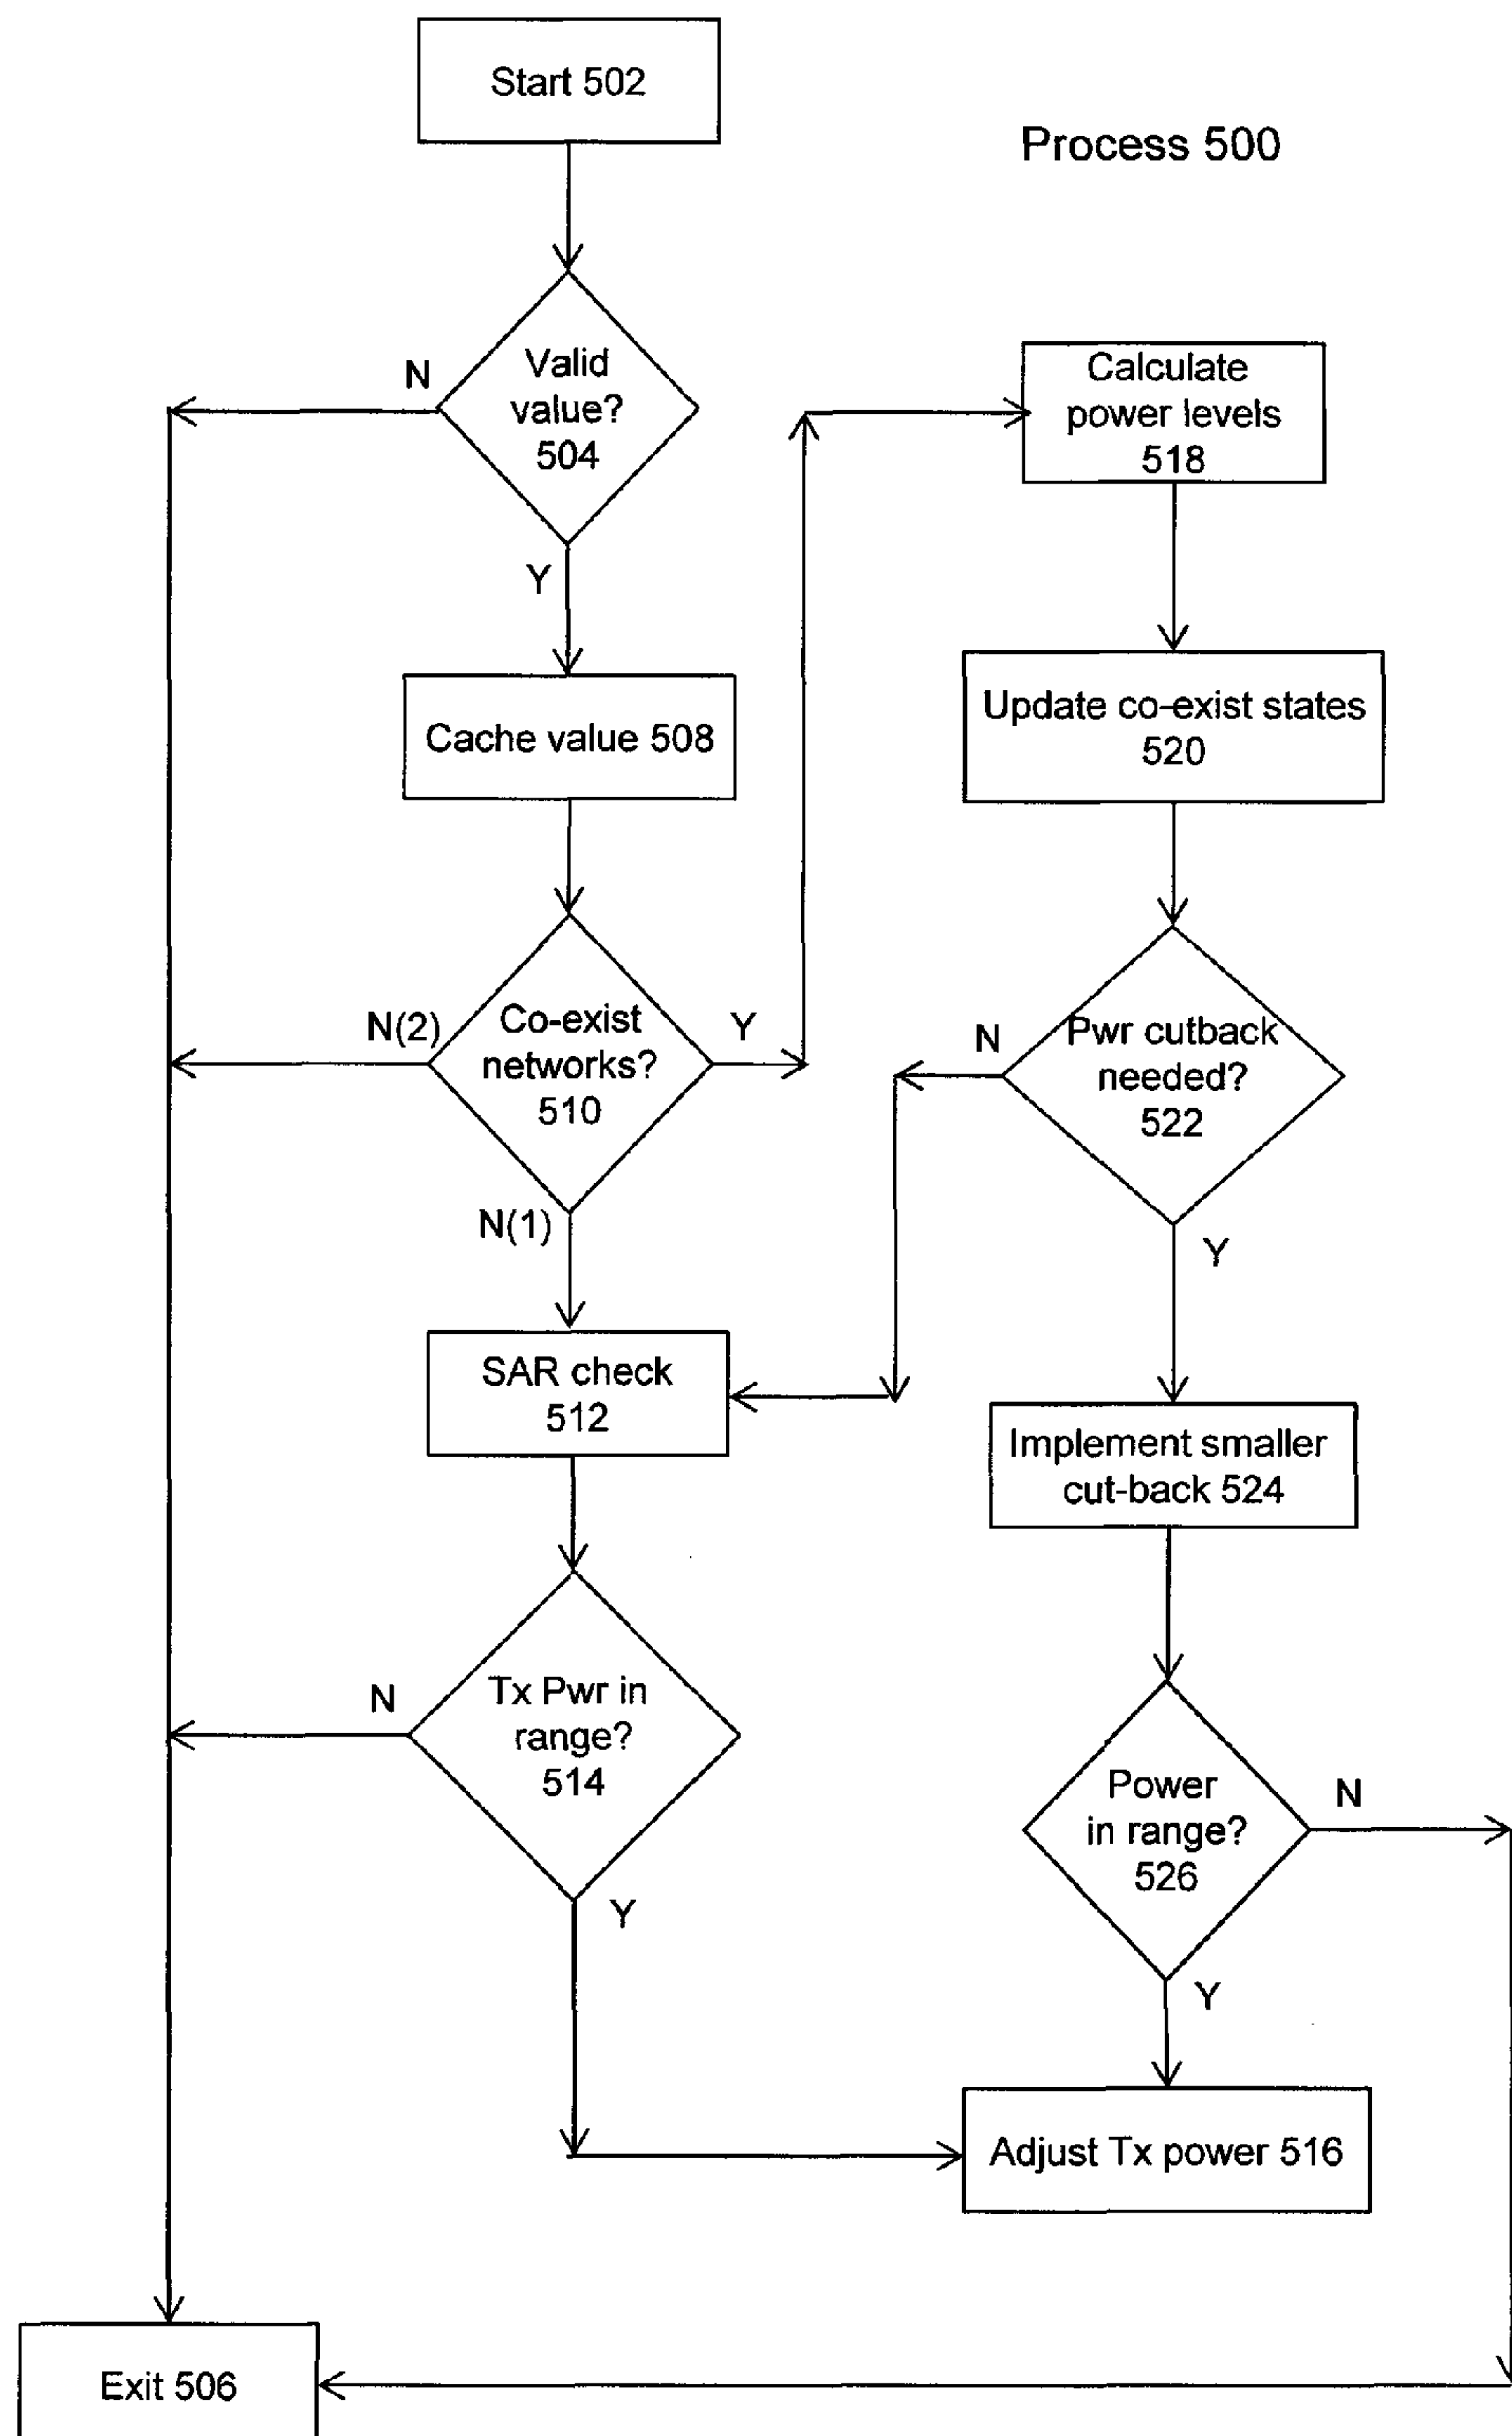 Start 502
Process 500
Valid
value?
504
N
Y
Calculate
power levels
518
Cache value 508
Update co-exist states
520
Co-exist
networks?
510
N(2)
Y
N(1)
Pwr cutback
needed?
522
N
Y
SAR check
512
Implement smaller
cut-back 524
Tx Pwr in
range?
514
N
Y
Power
in range?
526
N
Y
Adjust Tx power 516
Exit 506